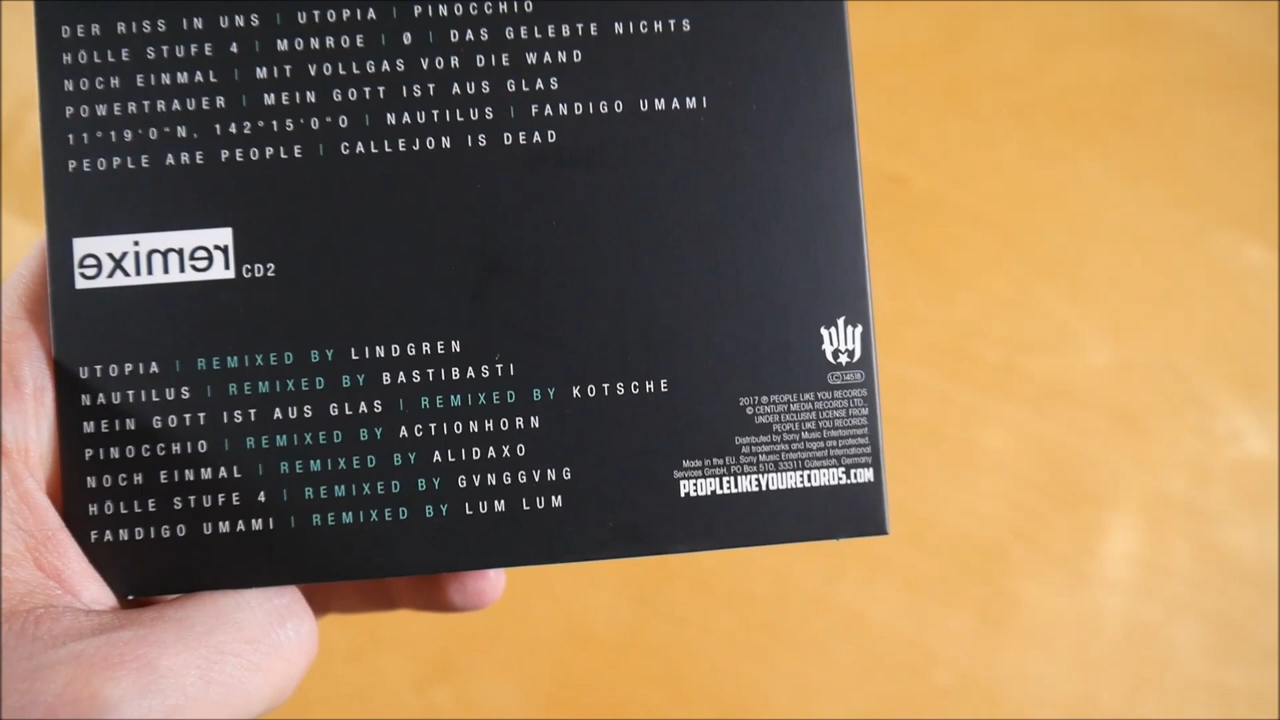 DER RISS IN UNS | UTOPIA | PINOCCHIO
HÖLLE STUFE 4 | MONROE | Ø | DAS GELEBTE NICHTS
NOCH EINMAL | MIT VOLLGAS VOR DIE WAND
POWERTRAUER | MEIN GOTT IST AUS GLAS
11°19‘0“N, 142°15‘0“O | NAUTILUS | FANDIGO UMAMI
PEOPLE ARE PEOPLE | CALLEJON IS DEAD
remixe CD2
UTOPIA | REMIXED BY LINDGREN
NAUTILUS | REMIXED BY BASTIBASTI
MEIN GOTT IST AUS GLAS | REMIXED BY KOTSCHE
PINOCCHIO | REMIXED BY ACTIONHORN
NOCH EINMAL | REMIXED BY ALIDAXO
HÖLLE STUFE 4 | REMIXED BY GVNGGVNG
FANDIGO UMAMI | REMIXED BY LUM LUM
ply
LC 14518
2017 ℗ PEOPLE LIKE YOU RECORDS
© CENTURY MEDIA RECORDS LTD.,
UNDER EXCLUSIVE LICENSE FROM
PEOPLE LIKE YOU RECORDS.
Distributed by Sony Music Entertainment.
All trademarks and logos are protected.
Made in the EU. Sony Music Entertainment International
Services GmbH, PO Box 510, 33311 Gütersloh, Germany
PEOPLELIKEYOURECORDS.COM